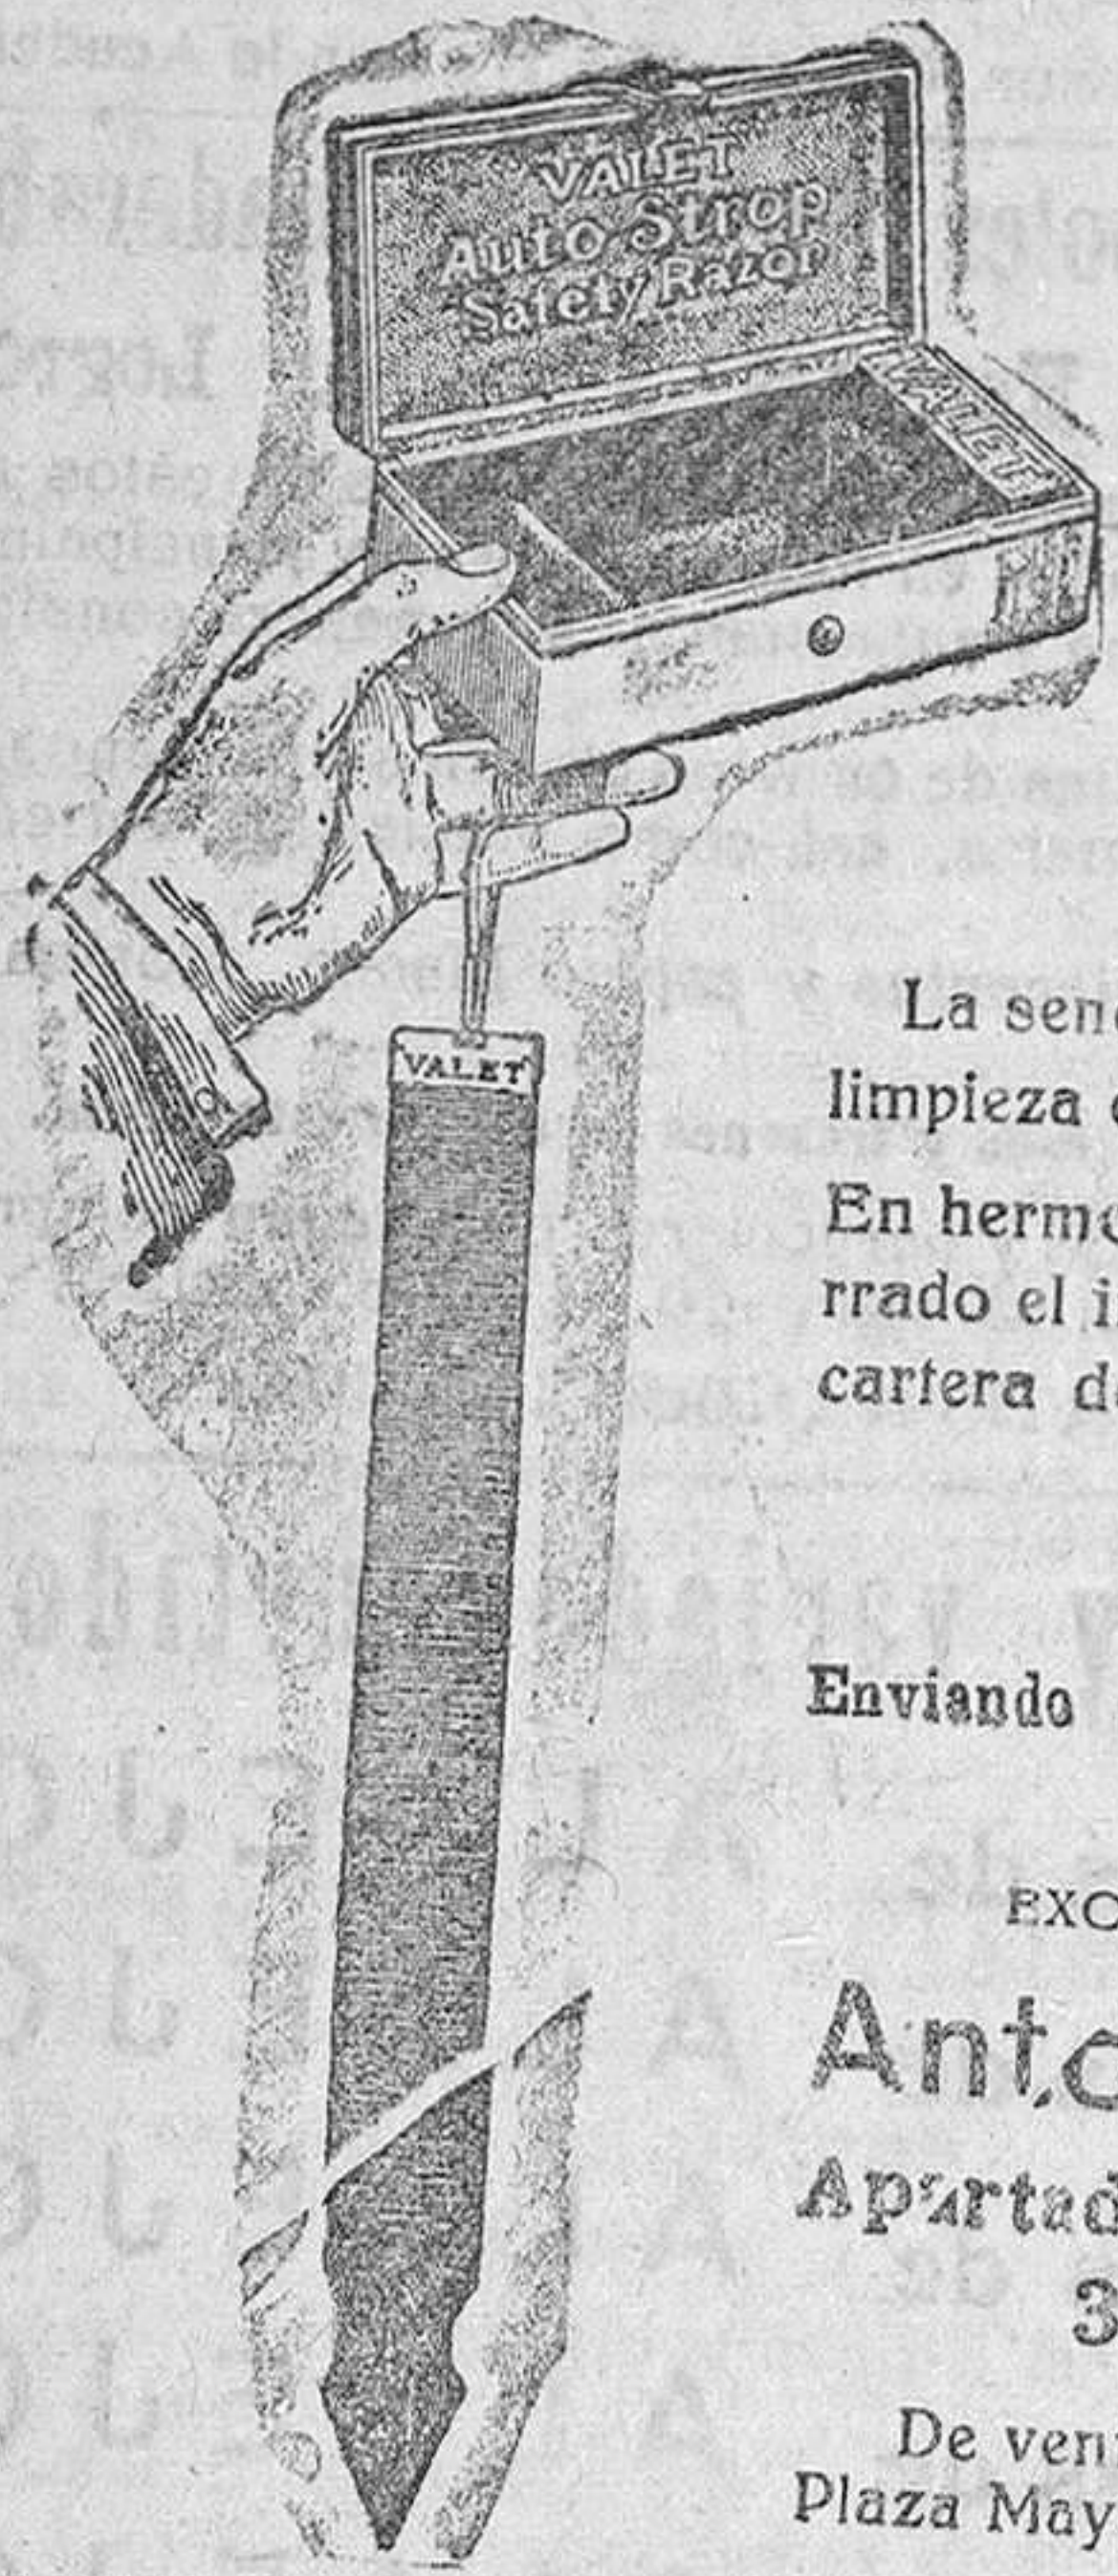 VALET
Auto Strop
Safety Razor
VALET
VALET
La sen
limpieza
En herm
rrado el i
cartera d
Enviando
EXC
Anto
Apartad
3
De ven
Plaza May